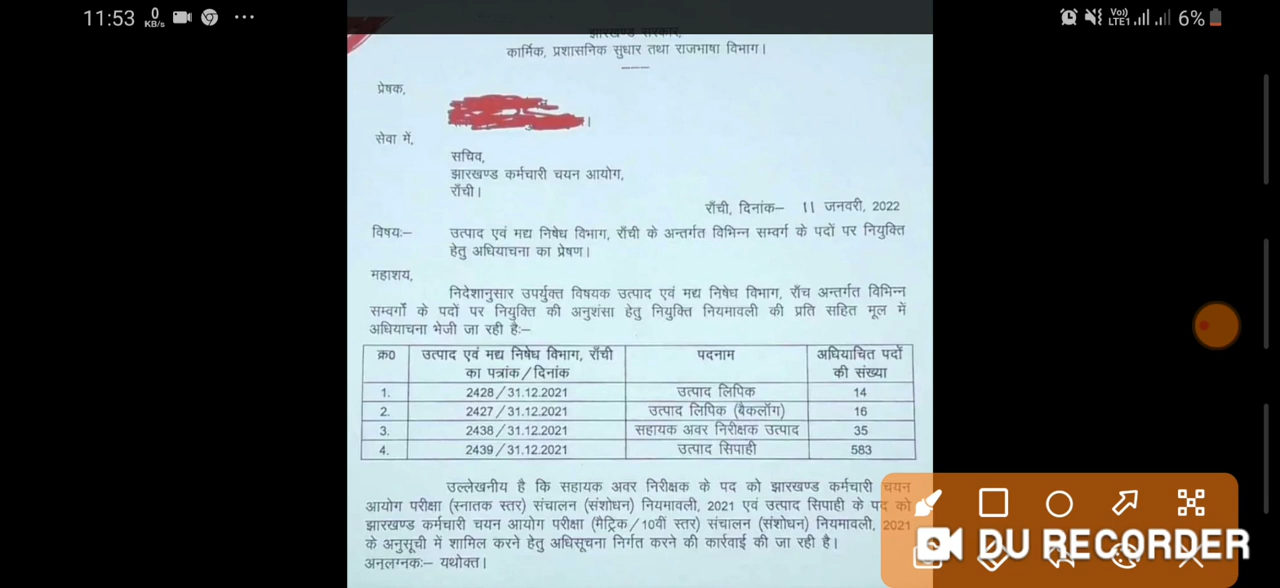 11:53 0 KB/s ... Vo)) LTE1 6%
झारखण्ड सरकार,
कार्मिक, प्रशासनिक सुधार तथा राजभाषा विभाग।
प्रेषक,
सेवा में,
सचिव,
झारखण्ड कर्मचारी चयन आयोग,
राँची।
राँची, दिनांक– 11 जनवरी, 2022
विषयः– उत्पाद एवं मद्य निषेध विभाग, राँची के अन्तर्गत विभिन्न सम्वर्ग के पदों पर नियुक्ति
हेतु अधियाचना का प्रेषण।
महाशय,
निदेशानुसार उपर्युक्त विषयक उत्पाद एवं मद्य निषेध विभाग, राँच अन्तर्गत विभिन्न
सम्वर्गों के पदों पर नियुक्ति की अनुशंसा हेतु नियुक्ति नियमावली की प्रति सहित मूल में
अधियाचना भेजी जा रही हैः–
क्र0 उत्पाद एवं मद्य निषेध विभाग, राँची का पत्रांक/दिनांक पदनाम अधियाचित पदों की संख्या
1. 2428/31.12.2021 उत्पाद लिपिक 14
2. 2427/31.12.2021 उत्पाद लिपिक (बैकलॉग) 16
3. 2438/31.12.2021 सहायक अवर निरीक्षक उत्पाद 35
4. 2439/31.12.2021 उत्पाद सिपाही 583
उल्लेखनीय है कि सहायक अवर निरीक्षक के पद को झारखण्ड कर्मचारी चयन
आयोग परीक्षा (स्नातक स्तर) संचालन (संशोधन) नियमावली, 2021 एवं उत्पाद सिपाही के पद को
झारखण्ड कर्मचारी चयन आयोग परीक्षा (मैट्रिक/10वीं स्तर) संचालन (संशोधन) नियमावली, 2021
के अनुसूची में शामिल करने हेतु अधिसूचना निर्गत करने की कार्रवाई की जा रही है।
अनलग्नकः– यथोक्त।
DU RECORDER